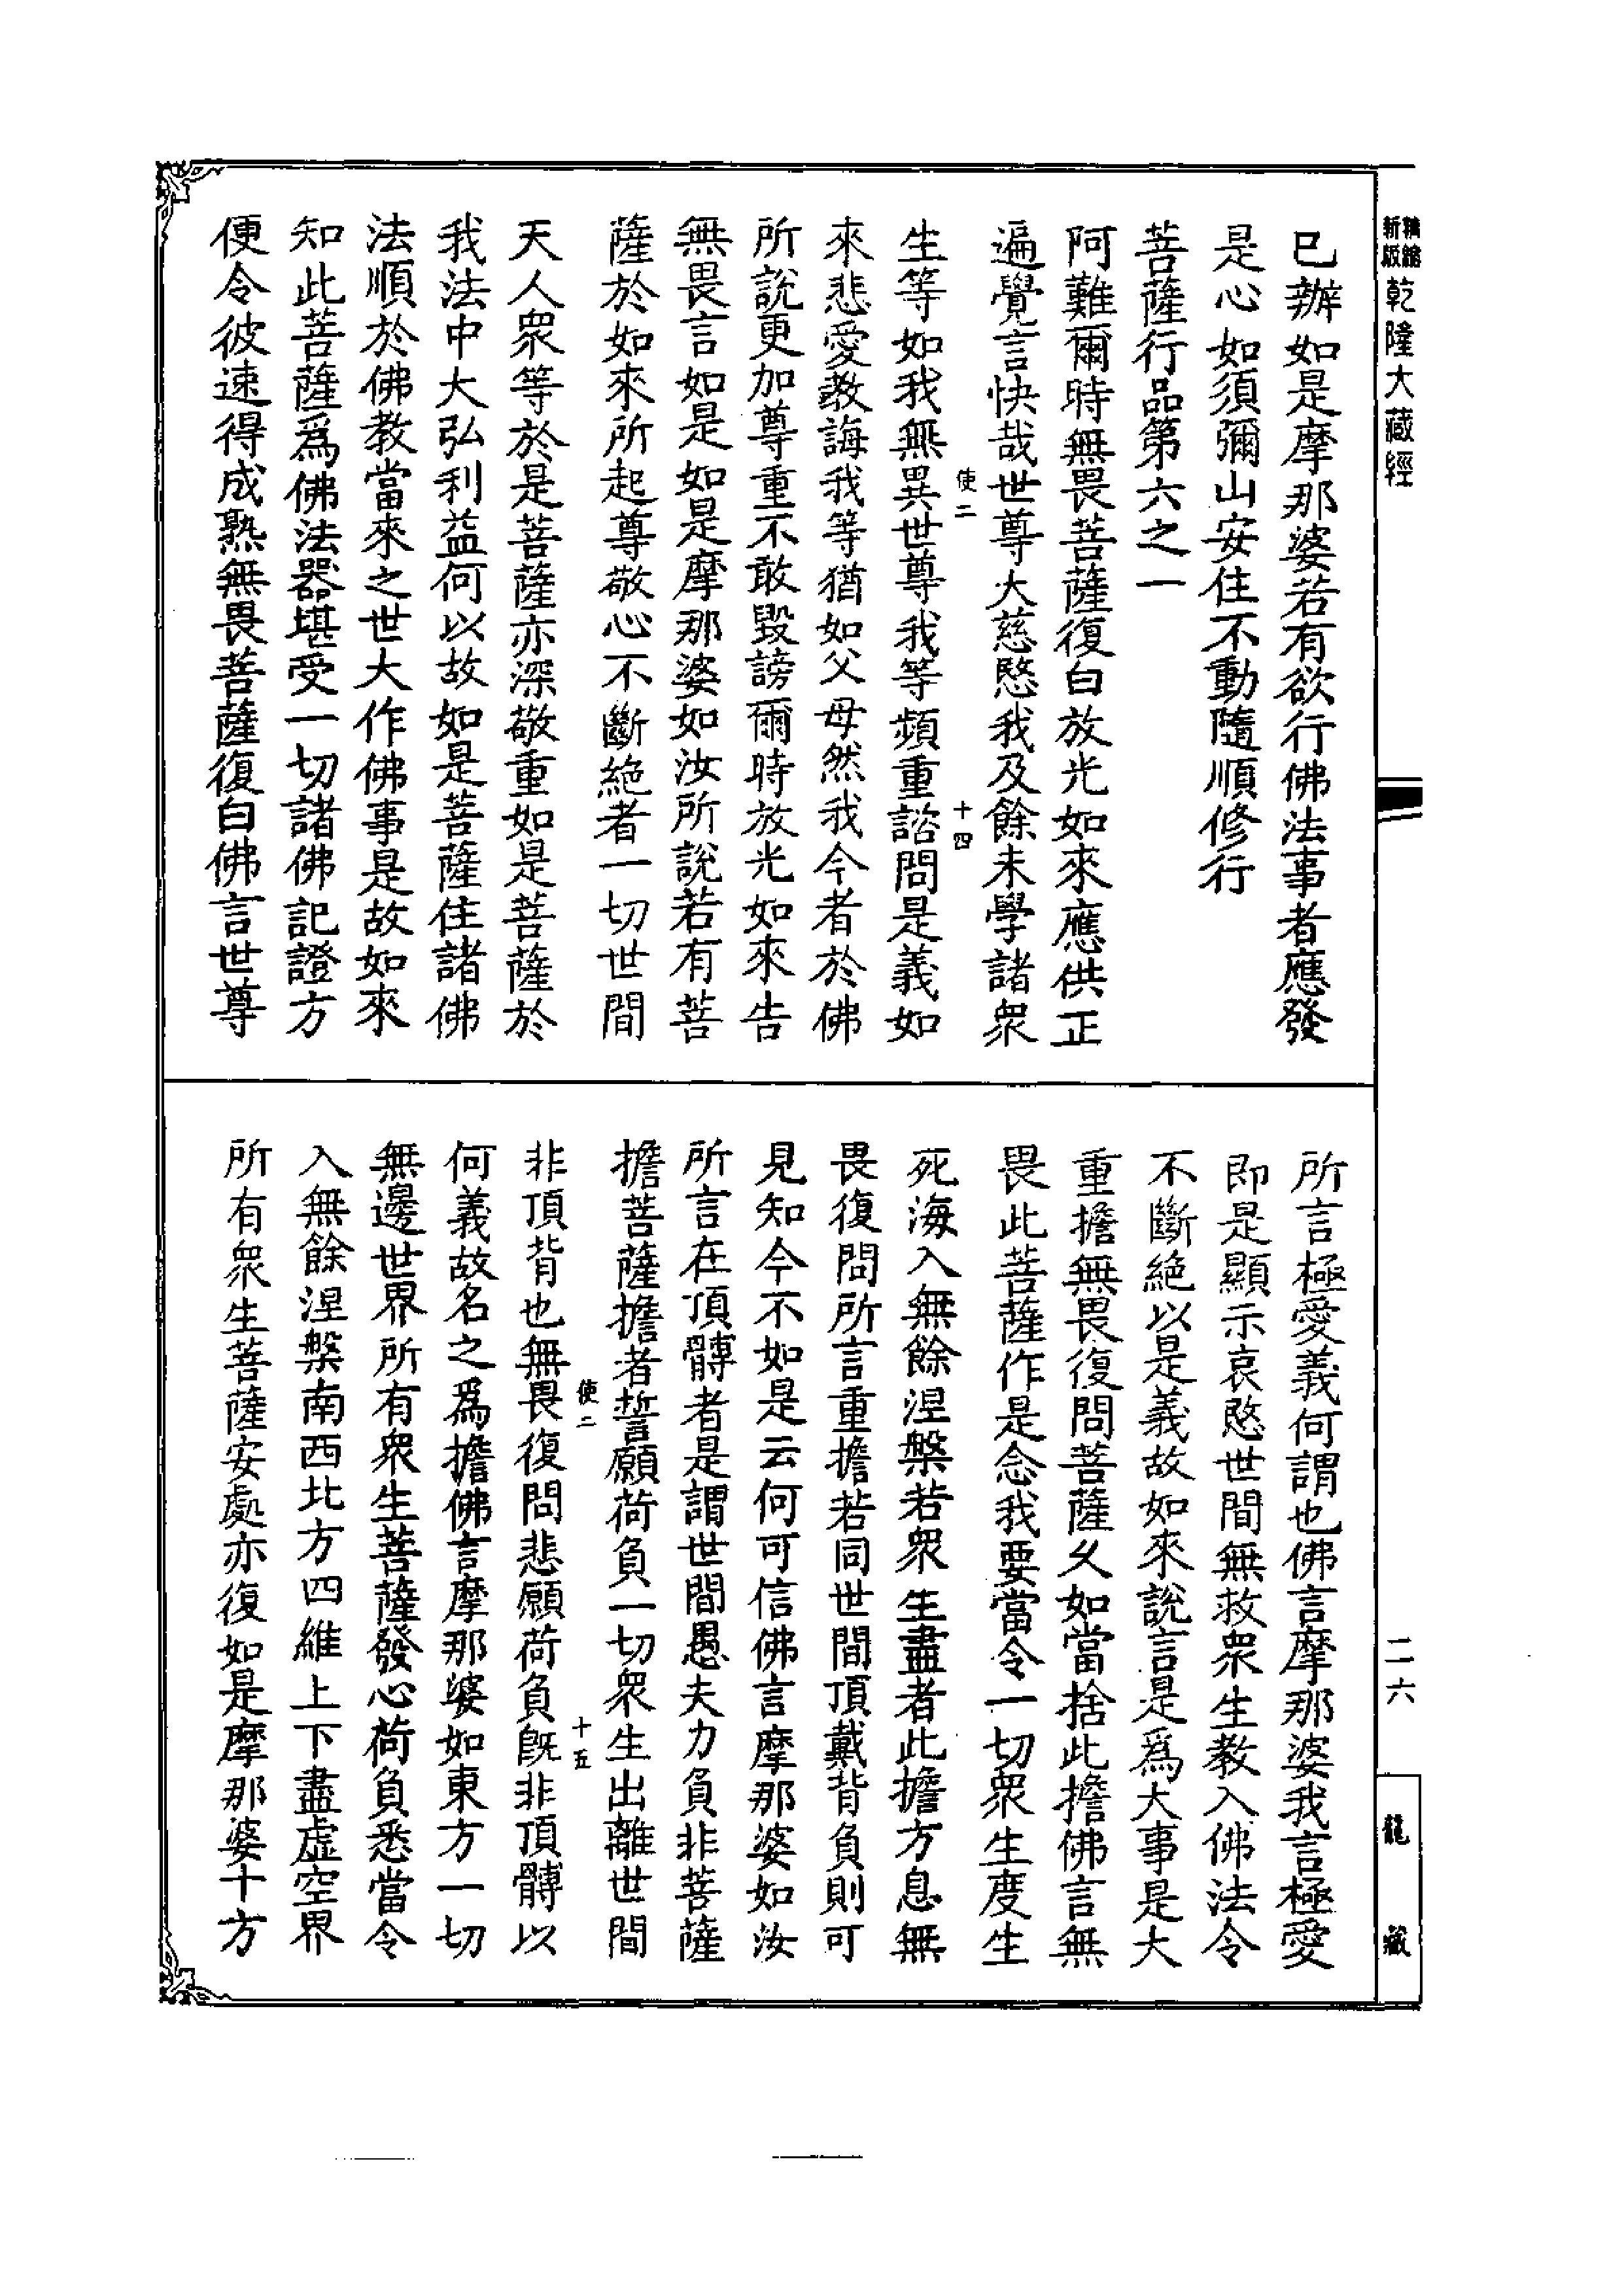 精縮新版
乾隆大藏經
二六
龍藏
已辦如是摩那婆若有欲行佛法事者應發
是心如須彌山安住不動隨順修行
菩薩行品第六之一
阿難爾時無畏菩薩復白放光如來應供正
遍覺言快哉世尊大慈愍我及餘未學諸衆
使二
十四
生等如我無異世尊我等頻重諮問是義如
來悲愛教誨我等猶如父母然我今者於佛
所說更加尊重不敢毀謗爾時放光如來告
無畏言如是如是摩那婆如汝所說若有菩
薩於如來所起尊敬心不斷絶者一切世間
天人衆等於是菩薩亦深敬重如是菩薩於
我法中大弘利益何以故如是菩薩住諸佛
法順於佛教當來之世大作佛事是故如來
知此菩薩爲佛法器堪受一切諸佛記證方
便令彼速得成熟無畏菩薩復白佛言世尊
所言極愛義何謂也佛言摩那婆我言極愛
即是顯示哀愍世間無救衆生教入佛法令
不斷絶以是義故如來說言是爲大事是大
重擔無畏復問菩薩久如當捨此擔佛言無
畏此菩薩作是念我要當令一切衆生度生
死海入無餘涅槃若衆生盡者此擔方息無
畏復問所言重擔若同世間頂戴背負則可
見知今不如是云何可信佛言摩那婆如汝
所言在頂髆者是謂世間愚夫力負非菩薩
擔菩薩擔者誓願荷負一切衆生出離世間
使二
十五
非頂背也無畏復問悲願荷負旣非頂髆以
何義故名之爲擔佛言摩那婆如東方一切
無邊世界所有衆生菩薩發心荷負悉當令
入無餘涅槃南西北方四維上下盡虛空界
所有衆生菩薩安處亦復如是摩那婆十方